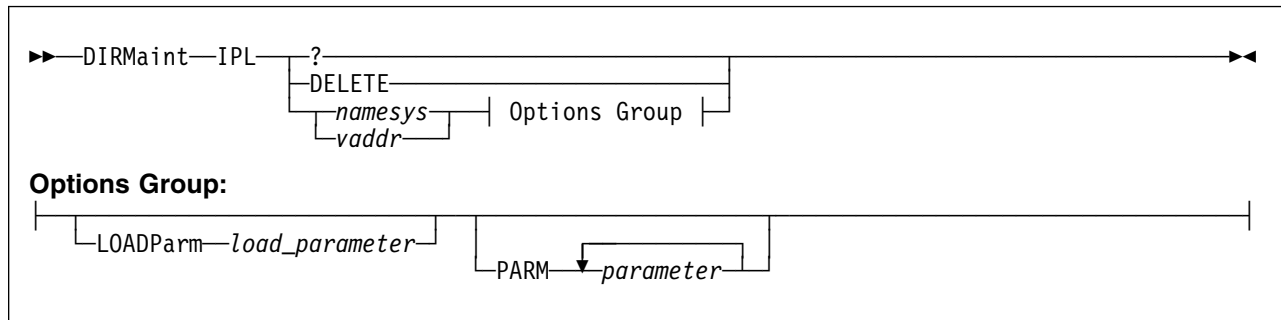 DIRMaint IPL ?
DELETE
namesys Options Group
vaddr
Options Group:
LOADParm load_parameter
PARM parameter